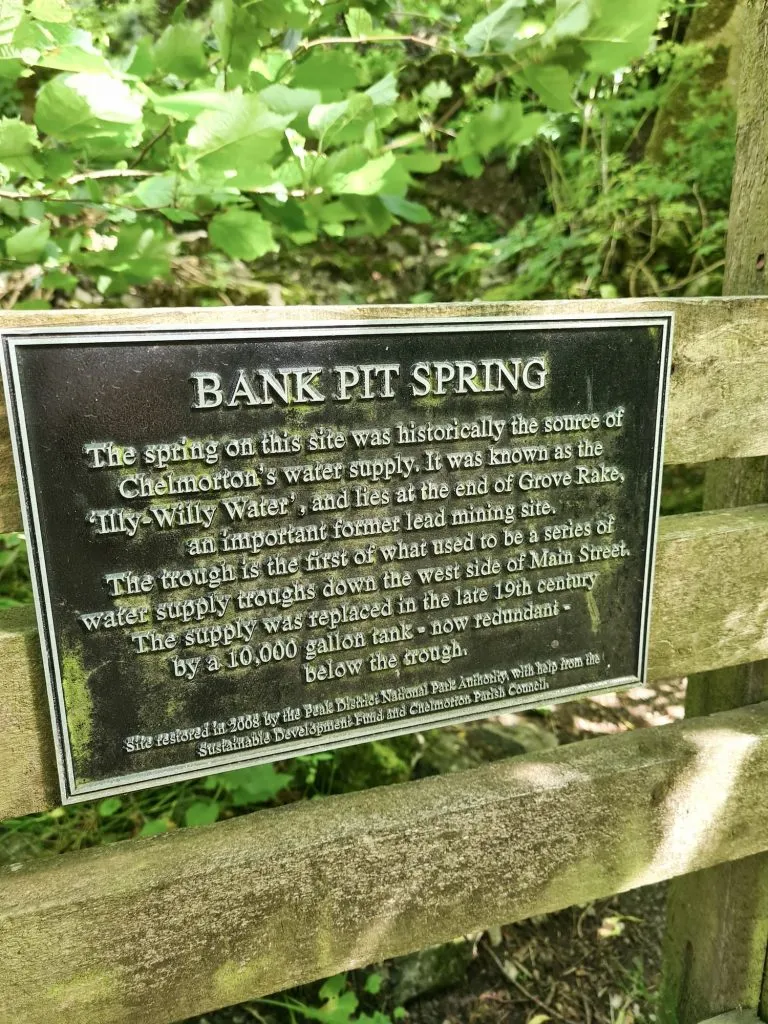 BANK PIT SPRING
The spring on this site was historically the source of
Chelmorton's water supply. It was known as the
'Illy-Willy Water', and lies at the end of Grove Rake,
an important former lead mining site.
The trough is the first of what used to be a series of
water supply troughs down the west side of Main Street.
The supply was replaced in the late 19th century
by a 10,000 gallon tank - now redundant -
below the trough.
Site restored in 2008 by the Peak District National Park Authority, with help from the
Sustainable Development Fund and Chelmorton Parish Council.